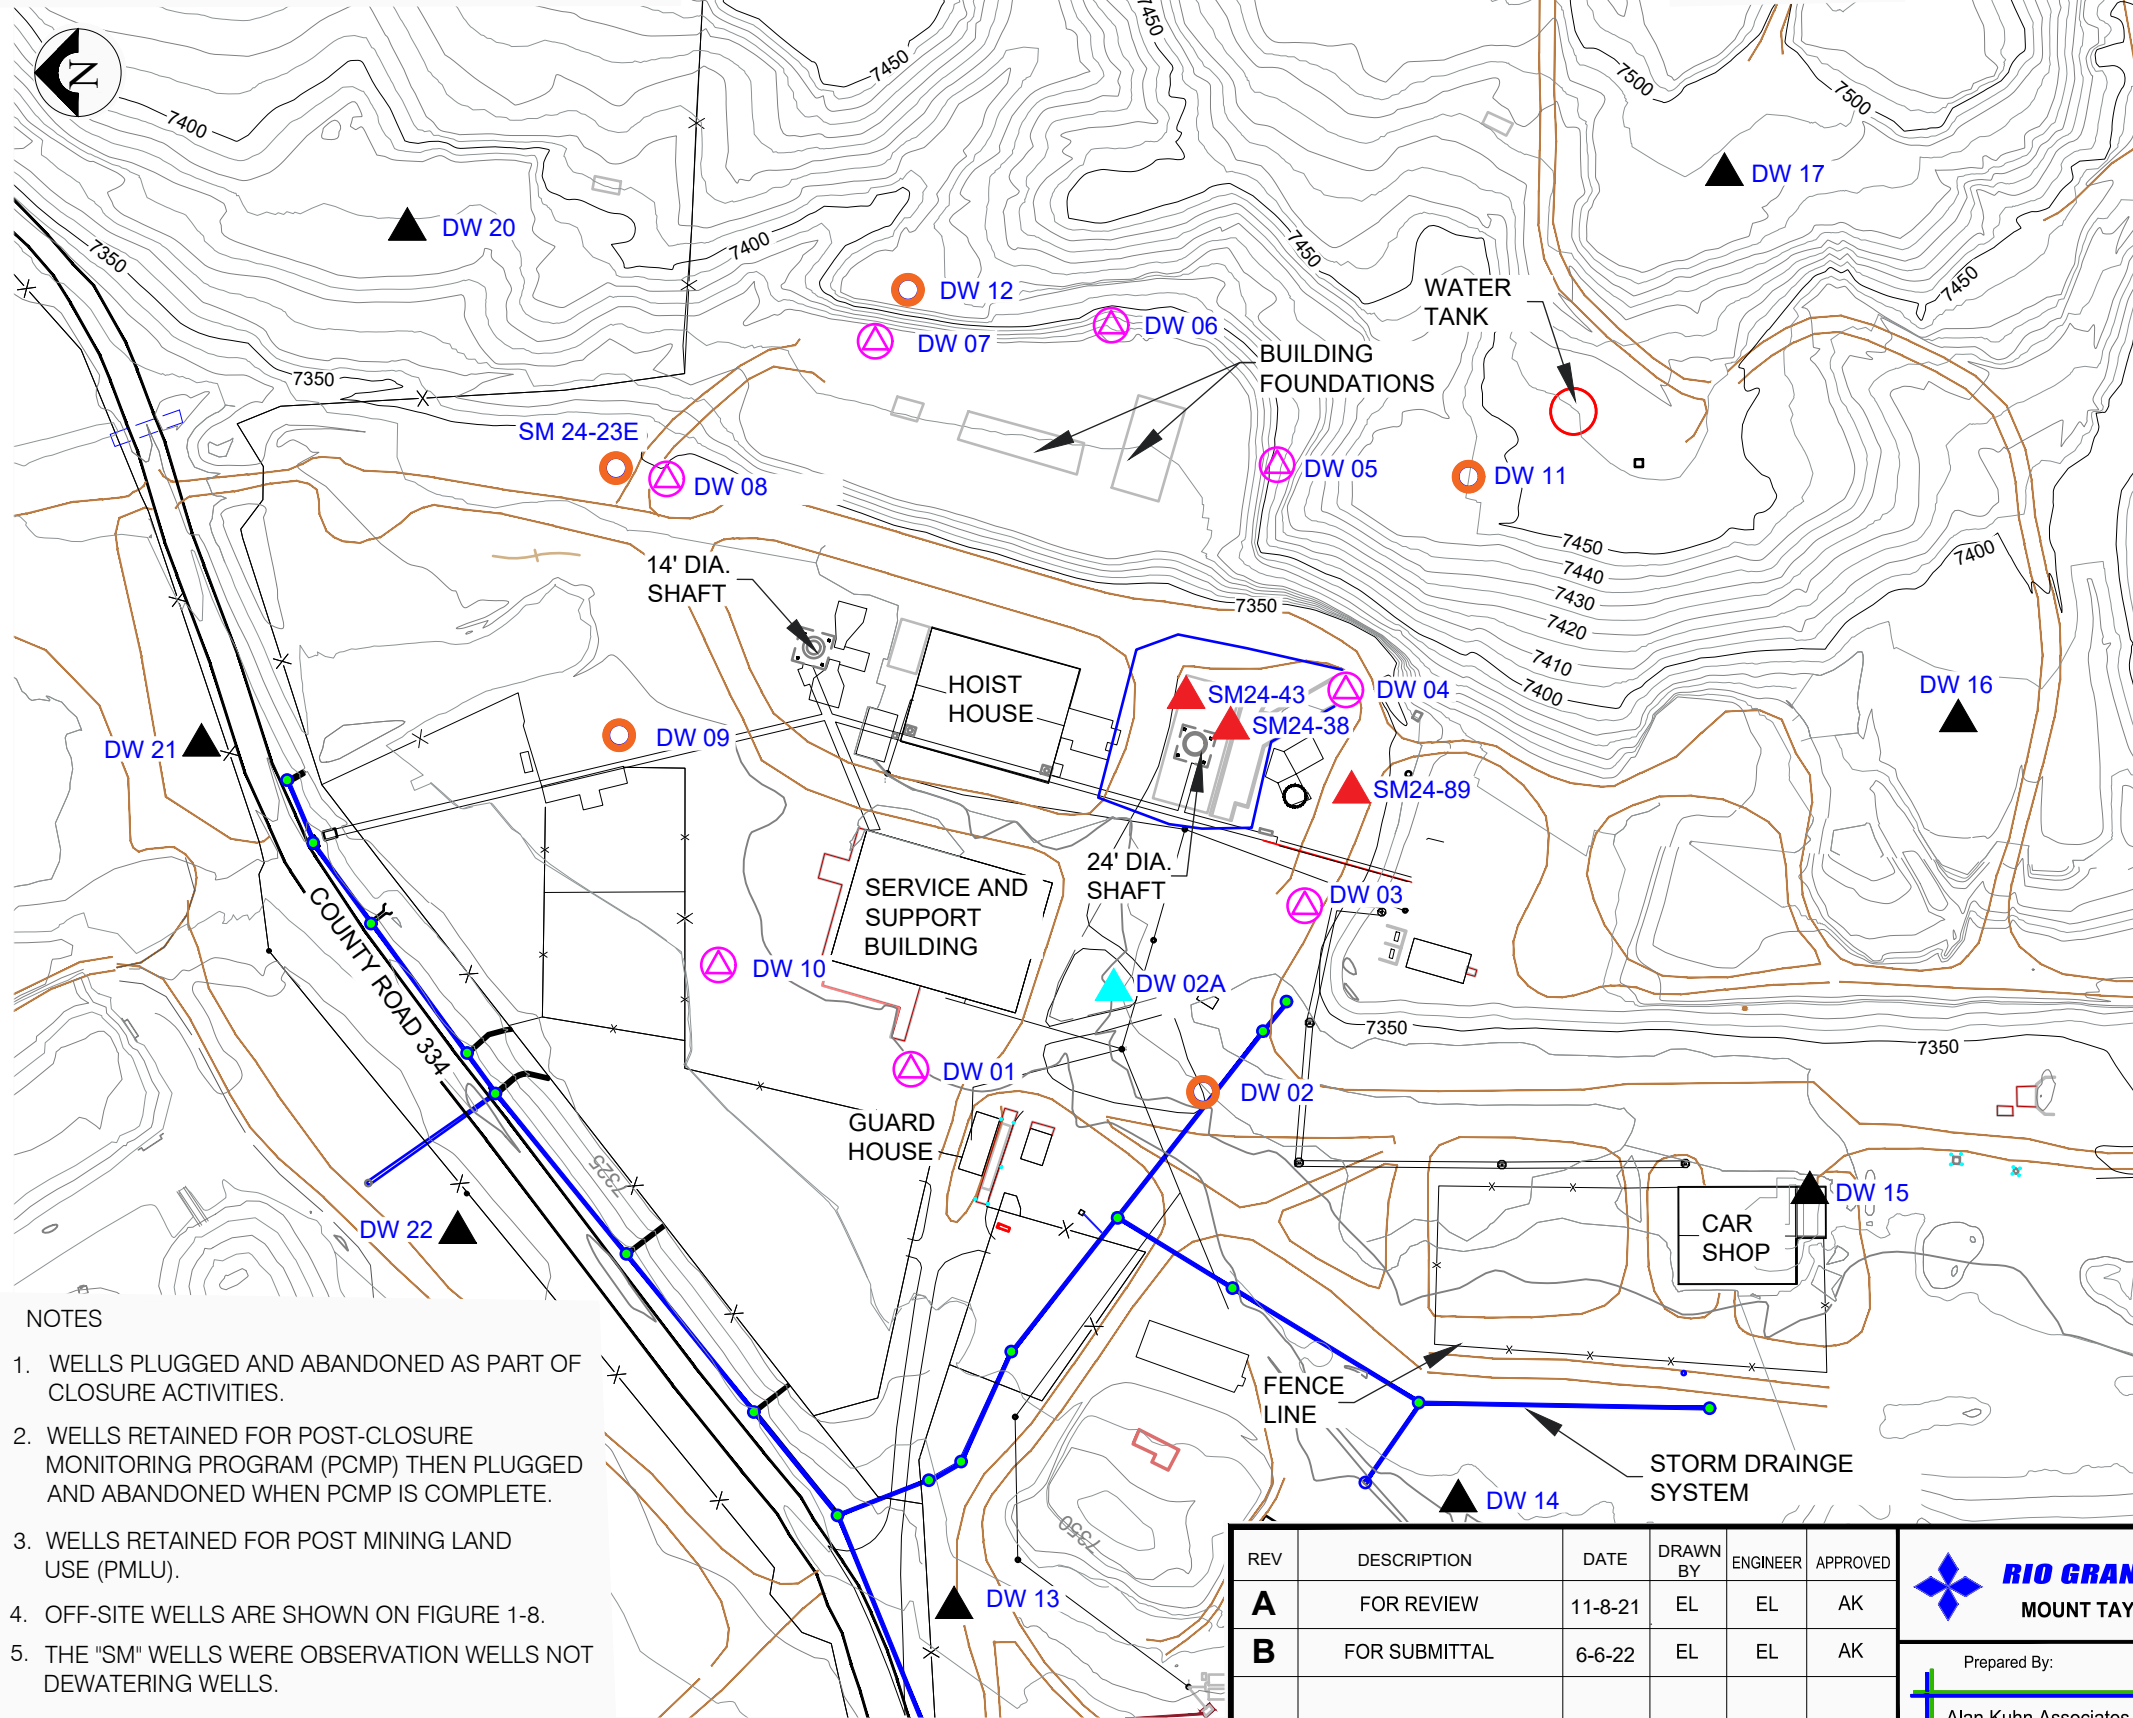 N
7400
7450
7450
7500
7500
DW 17
DW 20
7350
7400
7450
7450
DW 12
WATER
TANK
DW 06
DW 07
BUILDING
FOUNDATIONS
7350
SM 24-23E
DW 08
DW 05
DW 11
14' DIA.
SHAFT
7450
7440
7430
7420
7410
7400
7400
7350
HOIST
HOUSE
SM24-43
DW 04
SM24-38
DW 16
DW 21
DW 09
SM24-89
24' DIA.
SHAFT
SERVICE AND
SUPPORT
BUILDING
DW 03
COUNTY ROAD 334
DW 10
DW 02A
7350
7350
DW 01
DW 02
GUARD
HOUSE
7325
DW 22
DW 15
CAR
SHOP
FENCE
LINE
STORM DRAINGE
SYSTEM
DW 14
7350
DW 13
NOTES
1. WELLS PLUGGED AND ABANDONED AS PART OF
CLOSURE ACTIVITIES.
2. WELLS RETAINED FOR POST-CLOSURE
MONITORING PROGRAM (PCMP) THEN PLUGGED
AND ABANDONED WHEN PCMP IS COMPLETE.
3. WELLS RETAINED FOR POST MINING LAND
USE (PMLU).
4. OFF-SITE WELLS ARE SHOWN ON FIGURE 1-8.
5. THE "SM" WELLS WERE OBSERVATION WELLS NOT
DEWATERING WELLS.
REV DESCRIPTION DATE DRAWN BY ENGINEER APPROVED
A FOR REVIEW 11-8-21 EL EL AK
B FOR SUBMITTAL 6-6-22 EL EL AK
RIO GRAN
MOUNT TAY
Prepared By:
Alan Kuhn Associates